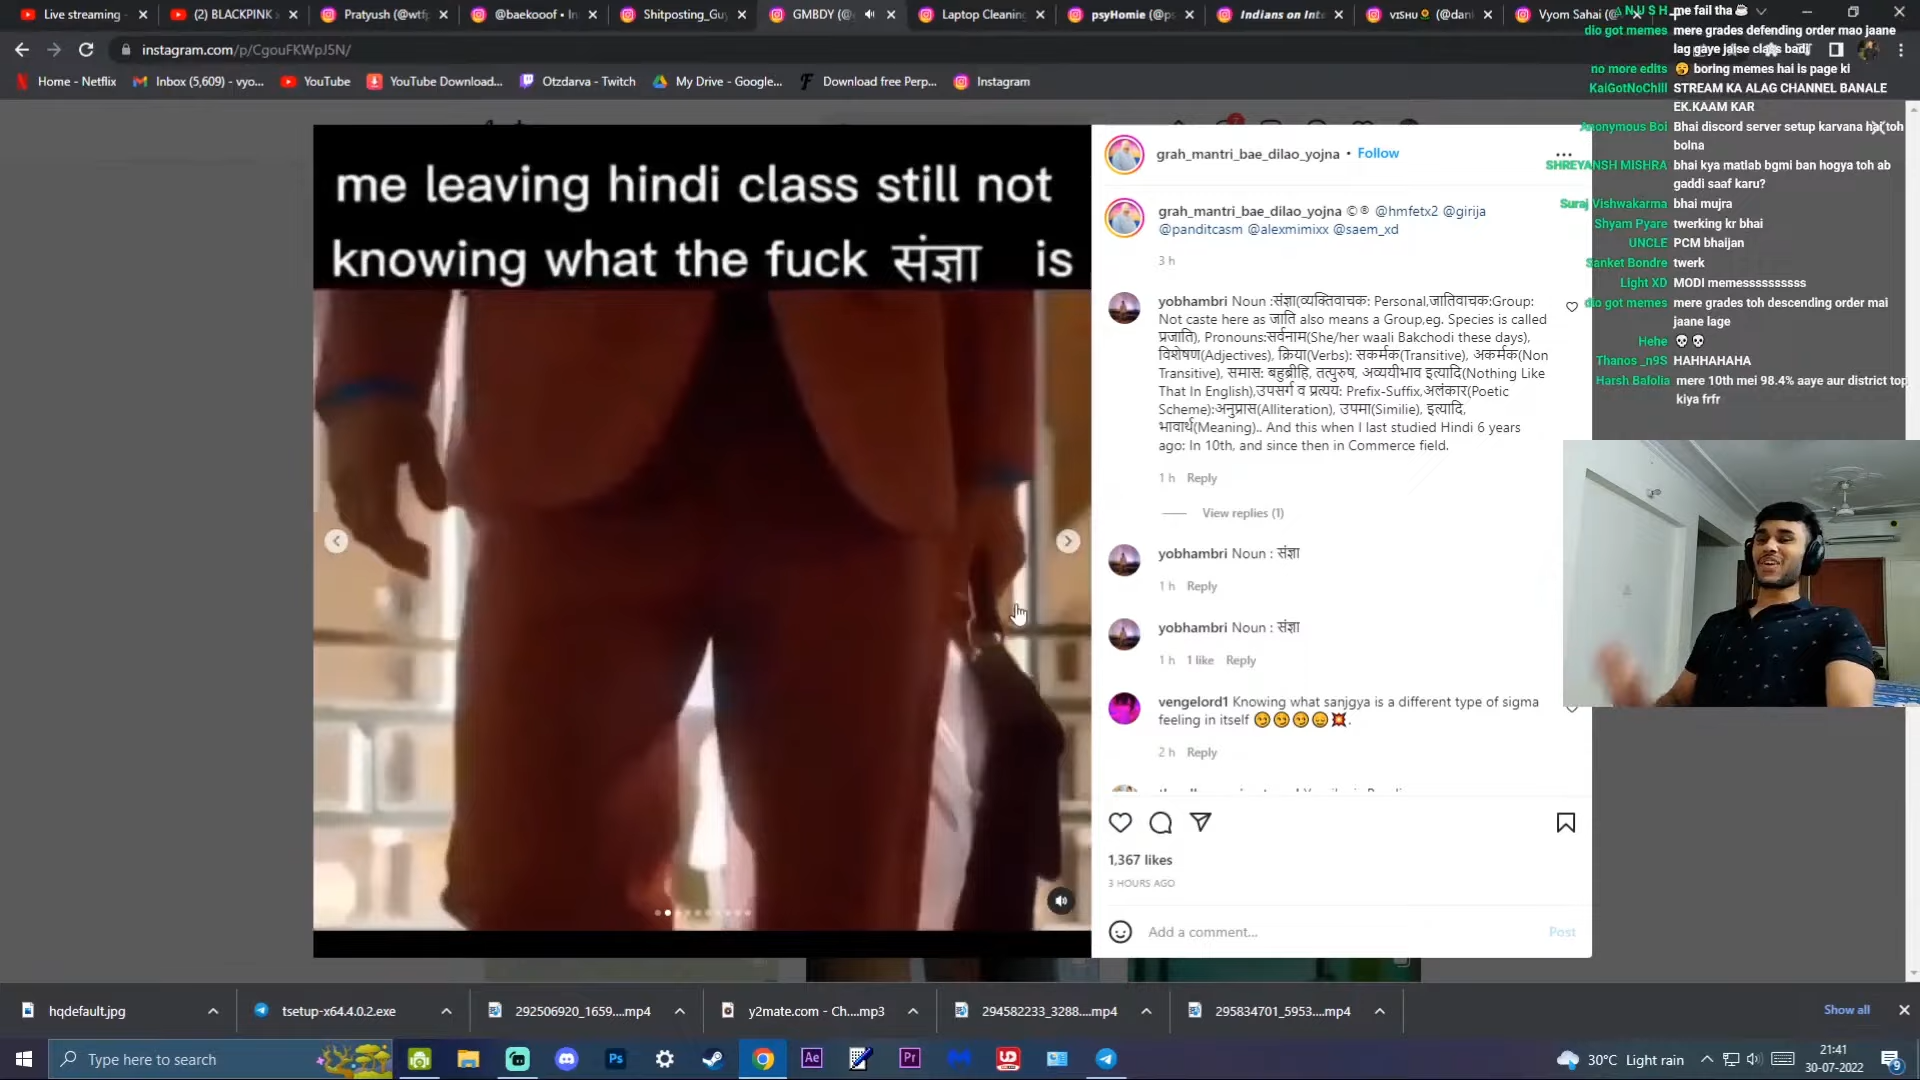 Live streaming -
(2) BLACKPINK
Pratyush (@wtf
@baekooof • In
Shitposting_Gu
GMBDY (@
Laptop Cleaning
psyHomie (@p
Indians on Int
VISHU (@dan
Vyom Sahai (@
instagram.com/p/CgouFKWpJ5N/
Home - Netflix
Inbox (5,609) - vyo...
YouTube
YouTube Download...
Otzdarva - Twitch
My Drive - Google...
Download free Perp...
Instagram
me leaving hindi class still not
knowing what the fuck संज्ञा is
grah_mantri_bae_dilao_yojna • Follow
grah_mantri_bae_dilao_yojna ©® @hmfetx2 @girija
@panditcasm @alexmimixx @saem_xd
3 h
yobhambri Noun :संज्ञा(व्यक्तिवाचक: Personal,जातिवाचक:Group:
Not caste here as जाति also means a Group,eg. Species is called
प्रजाति), Pronouns:सर्वनाम(She/her waali Bakchodi these days),
विशेषण(Adjectives), क्रिया(Verbs): सकर्मक(Transitive), अकर्मक(Non
Transitive), समास: बहुब्रीहि, तत्पुरुष, अव्ययीभाव इत्यादि(Nothing Like
That In English),उपसर्ग व प्रत्यय: Prefix-Suffix,अलंकार(Poetic
Scheme):अनुप्रास(Alliteration), उपमा(Similie), इत्यादि,
भावार्थ(Meaning).. And this when I last studied Hindi 6 years
ago: In 10th, and since then in Commerce field.
1 h Reply
View replies (1)
yobhambri Noun : संज्ञा
1 h Reply
yobhambri Noun : संज्ञा
1 h 1 like Reply
vengelord1 Knowing what sanjgya is a different type of sigma
feeling in itself 😏😏😏😑💥.
2 h Reply
1,367 likes
3 HOURS AGO
Add a comment...
Post
ANUSH me fail tha ☕
dio got memes mere grades defending order mao jaane
lag gaye jaise class badi
no more edits 🥱 boring memes hai is page ki
KaiGotNoChill STREAM KA ALAG CHANNEL BANALE
EK.KAAM KAR
Anonymous Boi Bhai discord server setup karvana hai toh
bolna
SHREYANSH MISHRA bhai kya matlab bgmi ban hogya toh ab
gaddi saaf karu?
Suraj Vishwakarma bhai mujra
Shyam Pyare twerking kr bhai
UNCLE PCM bhaijan
Sanket Bondre twerk
Light XD MODI memesssssssss
dio got memes mere grades toh descending order mai
jaane lage
Hehe 💀💀
Thanos _n9S HAHHAHAHA
Harsh Bafolia mere 10th mei 98.4% aaye aur district top
kiya frfr
hqdefault.jpg
tsetup-x64.4.0.2.exe
292506920_1659....mp4
y2mate.com - Ch....mp3
294582233_3288....mp4
295834701_5953....mp4
Show all
Type here to search
Ps
Ae
Pr
UD
30°C Light rain
21:41
30-07-2022
9